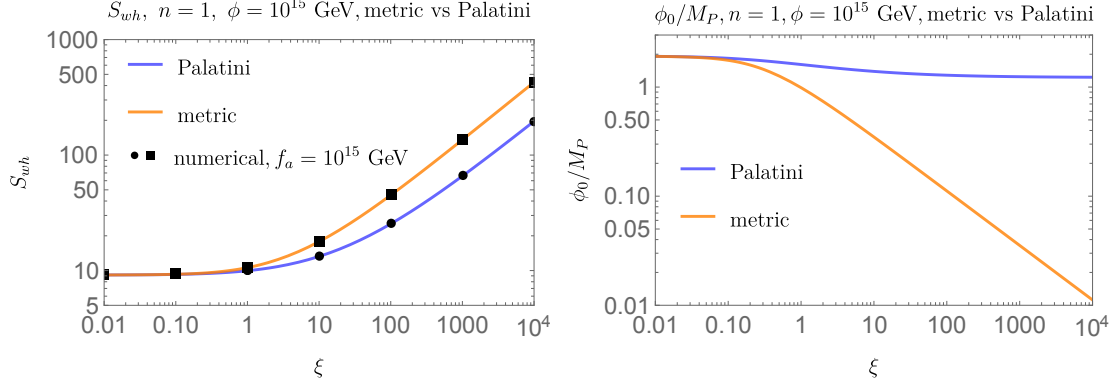 S_wh, n = 1, ϕ = 10^15 GeV, metric vs Palatini
1000
500
100
50
10
5
S_wh
Palatini
metric
numerical, f_a = 10^15 GeV
0.01 0.10 1 10 100 1000 10^4
ξ
ϕ_0/M_P, n = 1, ϕ = 10^15 GeV, metric vs Palatini
1
0.50
0.10
0.05
0.01
ϕ_0/M_P
Palatini
metric
0.01 0.10 1 10 100 1000 10^4
ξ